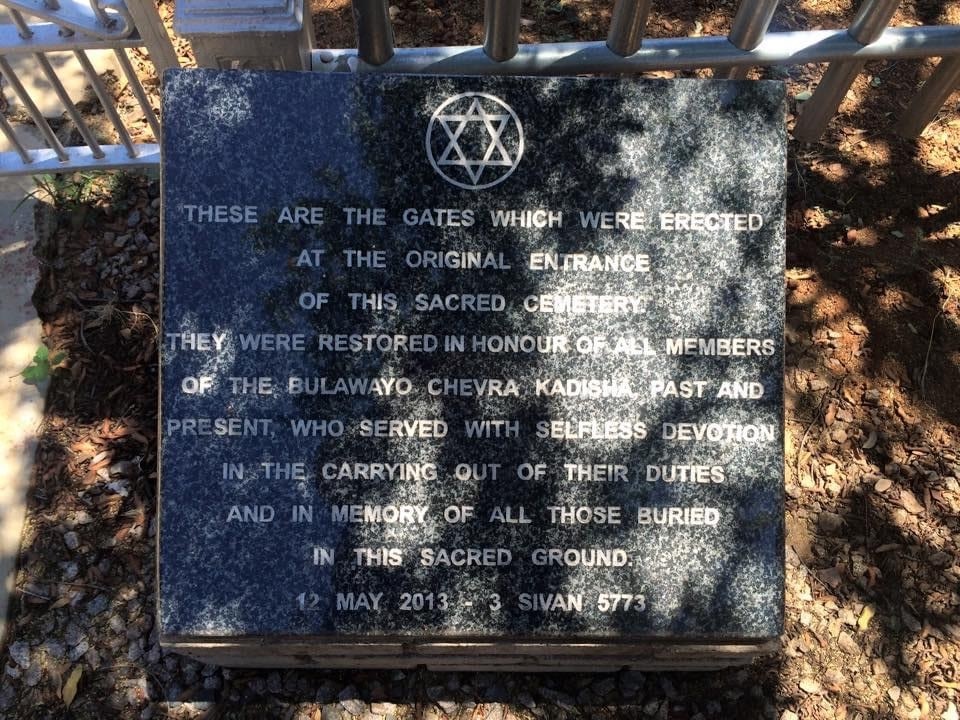 THESE ARE THE GATES WHICH WERE ERECTED
AT THE ORIGINAL ENTRANCE
OF THIS SACRED CEMETERY.
THEY WERE RESTORED IN HONOUR OF ALL MEMBERS
OF THE BULAWAYO CHEVRA KADISHA, PAST AND
PRESENT, WHO SERVED WITH SELFLESS DEVOTION
IN THE CARRYING OUT OF THEIR DUTIES
AND IN MEMORY OF ALL THOSE BURIED
IN THIS SACRED GROUND.
12 MAY 2013 - 3 SIVAN 5773